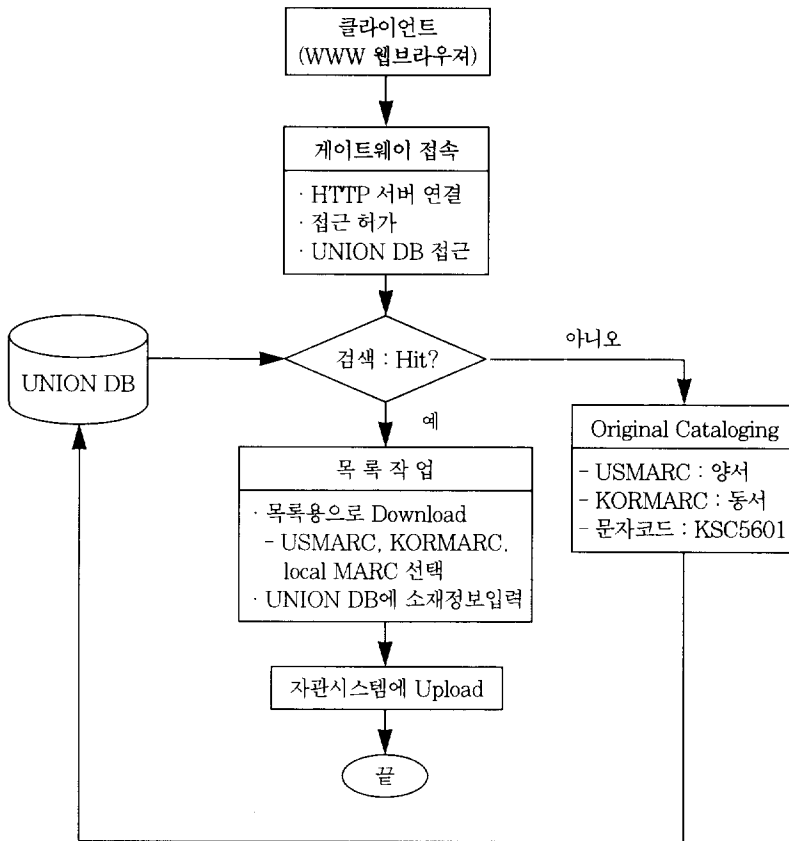 클라이언트
(WWW 웹브라우져)
게이트웨이 접속
· HTTP 서버 연결
· 접근 허가
· UNION DB 접근
UNION DB
검색 : Hit?
아니오
예
목 록 작 업
· 목록용으로 Download
- USMARC, KORMARC,
local MARC 선택
· UNION DB에 소재정보입력
Original Cataloging
- USMARC : 양서
- KORMARC : 동서
- 문자코드 : KSC5601
자관시스템에 Upload
끝